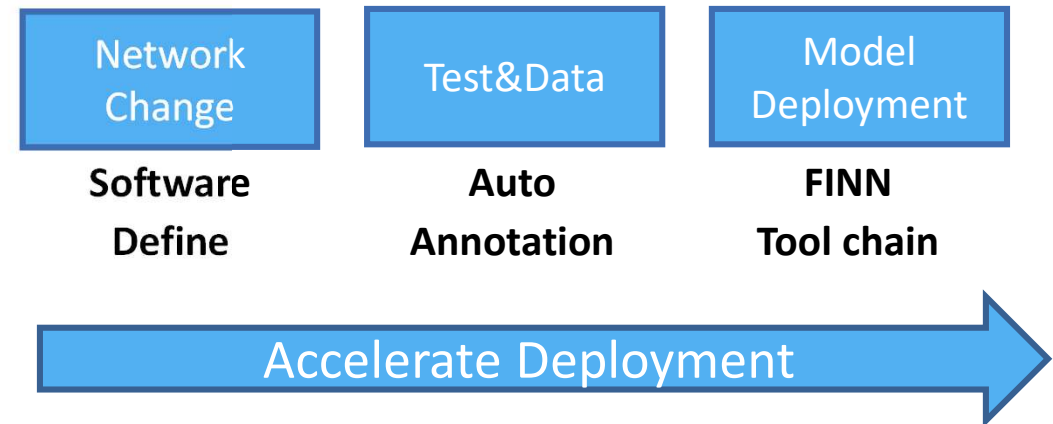 Network
Change
Test&Data
Model
Deployment
Software
Define
Auto
Annotation
FINN
Tool chain
Accelerate Deployment